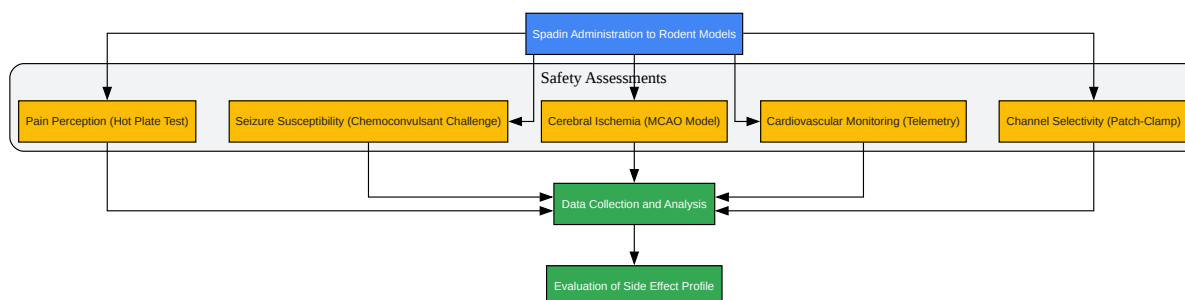 Spadin Administration to Rodent Models
Safety Assessments
Pain Perception (Hot Plate Test)
Seizure Susceptibility (Chemoconvulsant Challenge)
Cerebral Ischemia (MCAO Model)
Cardiovascular Monitoring (Telemetry)
Channel Selectivity (Patch-Clamp)
Data Collection and Analysis
Evaluation of Side Effect Profile